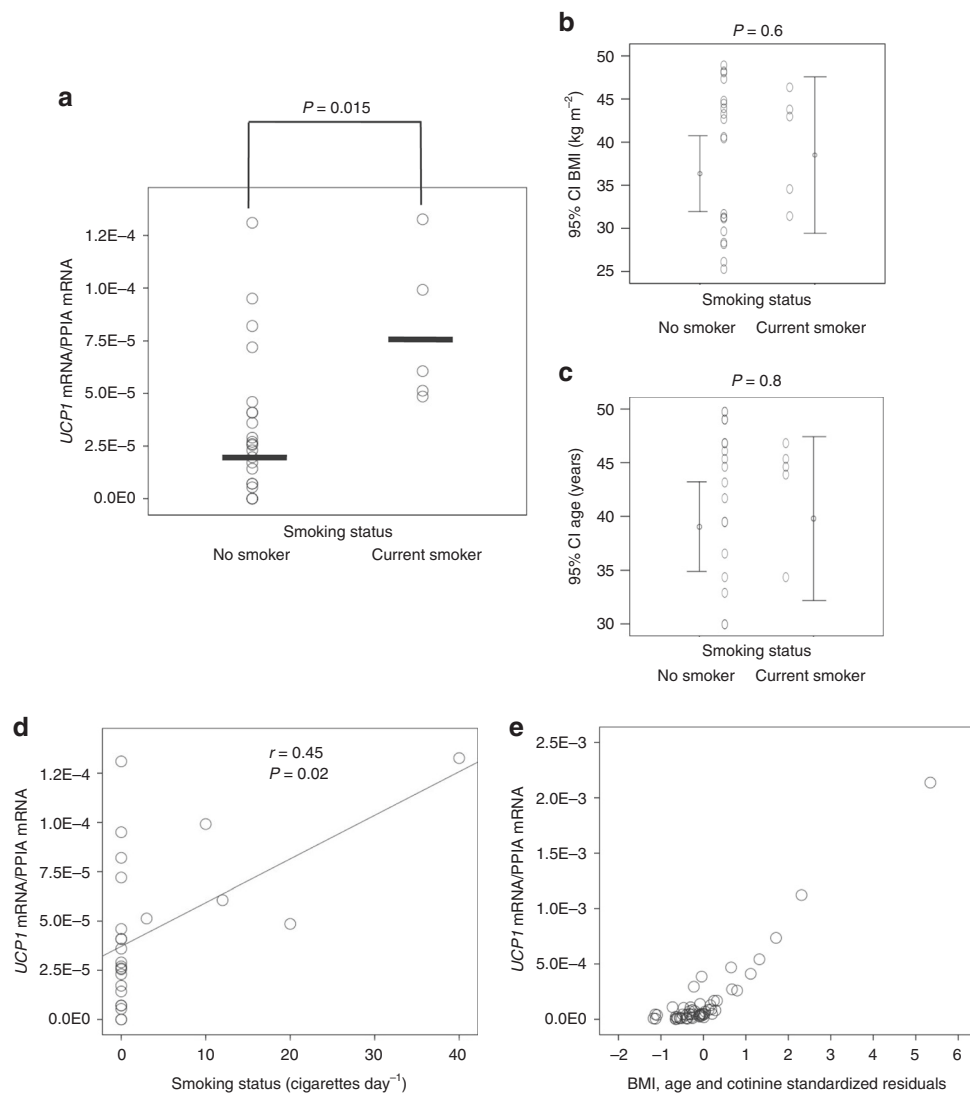 a
P = 0.015
UCP1 mRNA/PPIA mRNA
1.2E–4
1.0E–4
7.5E–5
5.0E–5
2.5E–5
0.0E0
Smoking status
No smoker Current smoker
b
P = 0.6
95% CI BMI (kg m⁻²)
50
45
40
35
30
25
Smoking status
No smoker Current smoker
c
P = 0.8
95% CI age (years)
50
45
40
35
30
Smoking status
No smoker Current smoker
d
r = 0.45
P = 0.02
UCP1 mRNA/PPIA mRNA
1.2E–4
1.0E–4
7.5E–5
5.0E–5
2.5E–5
0.0E0
0 10 20 30 40
Smoking status (cigarettes day⁻¹)
e
UCP1 mRNA/PPIA mRNA
2.5E–3
2.0E–3
1.5E–3
1.0E–3
5.0E–4
0.0E0
–2 –1 0 1 2 3 4 5 6
BMI, age and cotinine standardized residuals